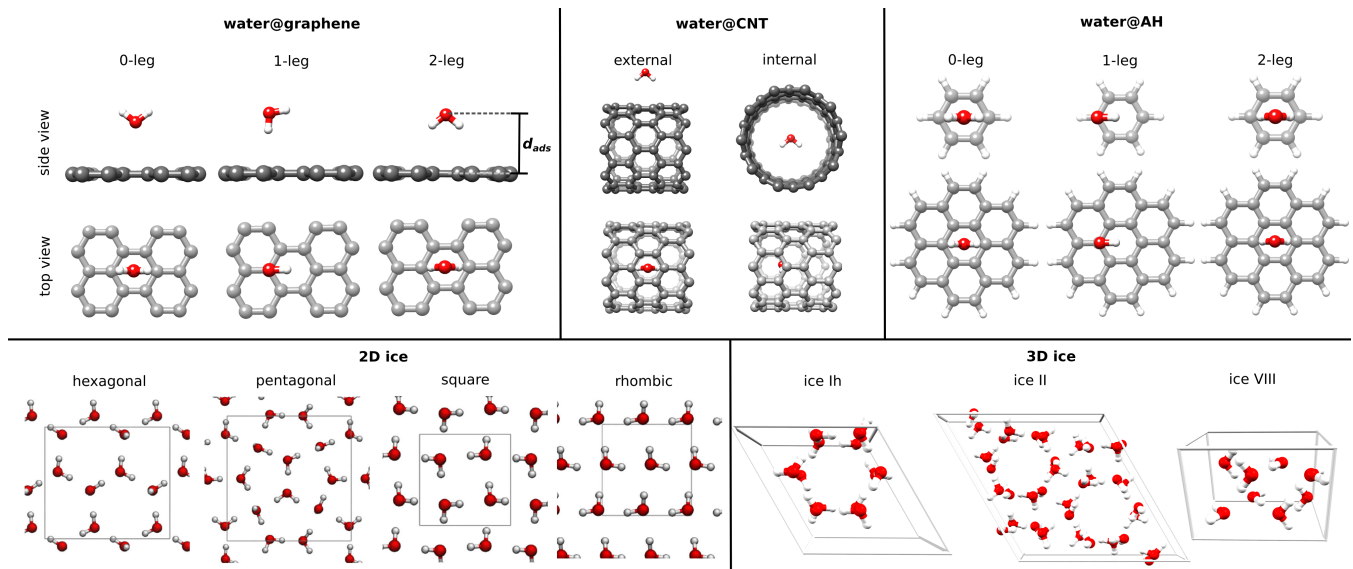 water@graphene
0-leg 1-leg 2-leg
side view
d_ads
top view
water@CNT
external internal
water@AH
0-leg 1-leg 2-leg
2D ice
hexagonal pentagonal square rhombic
3D ice
ice Ih ice II ice VIII